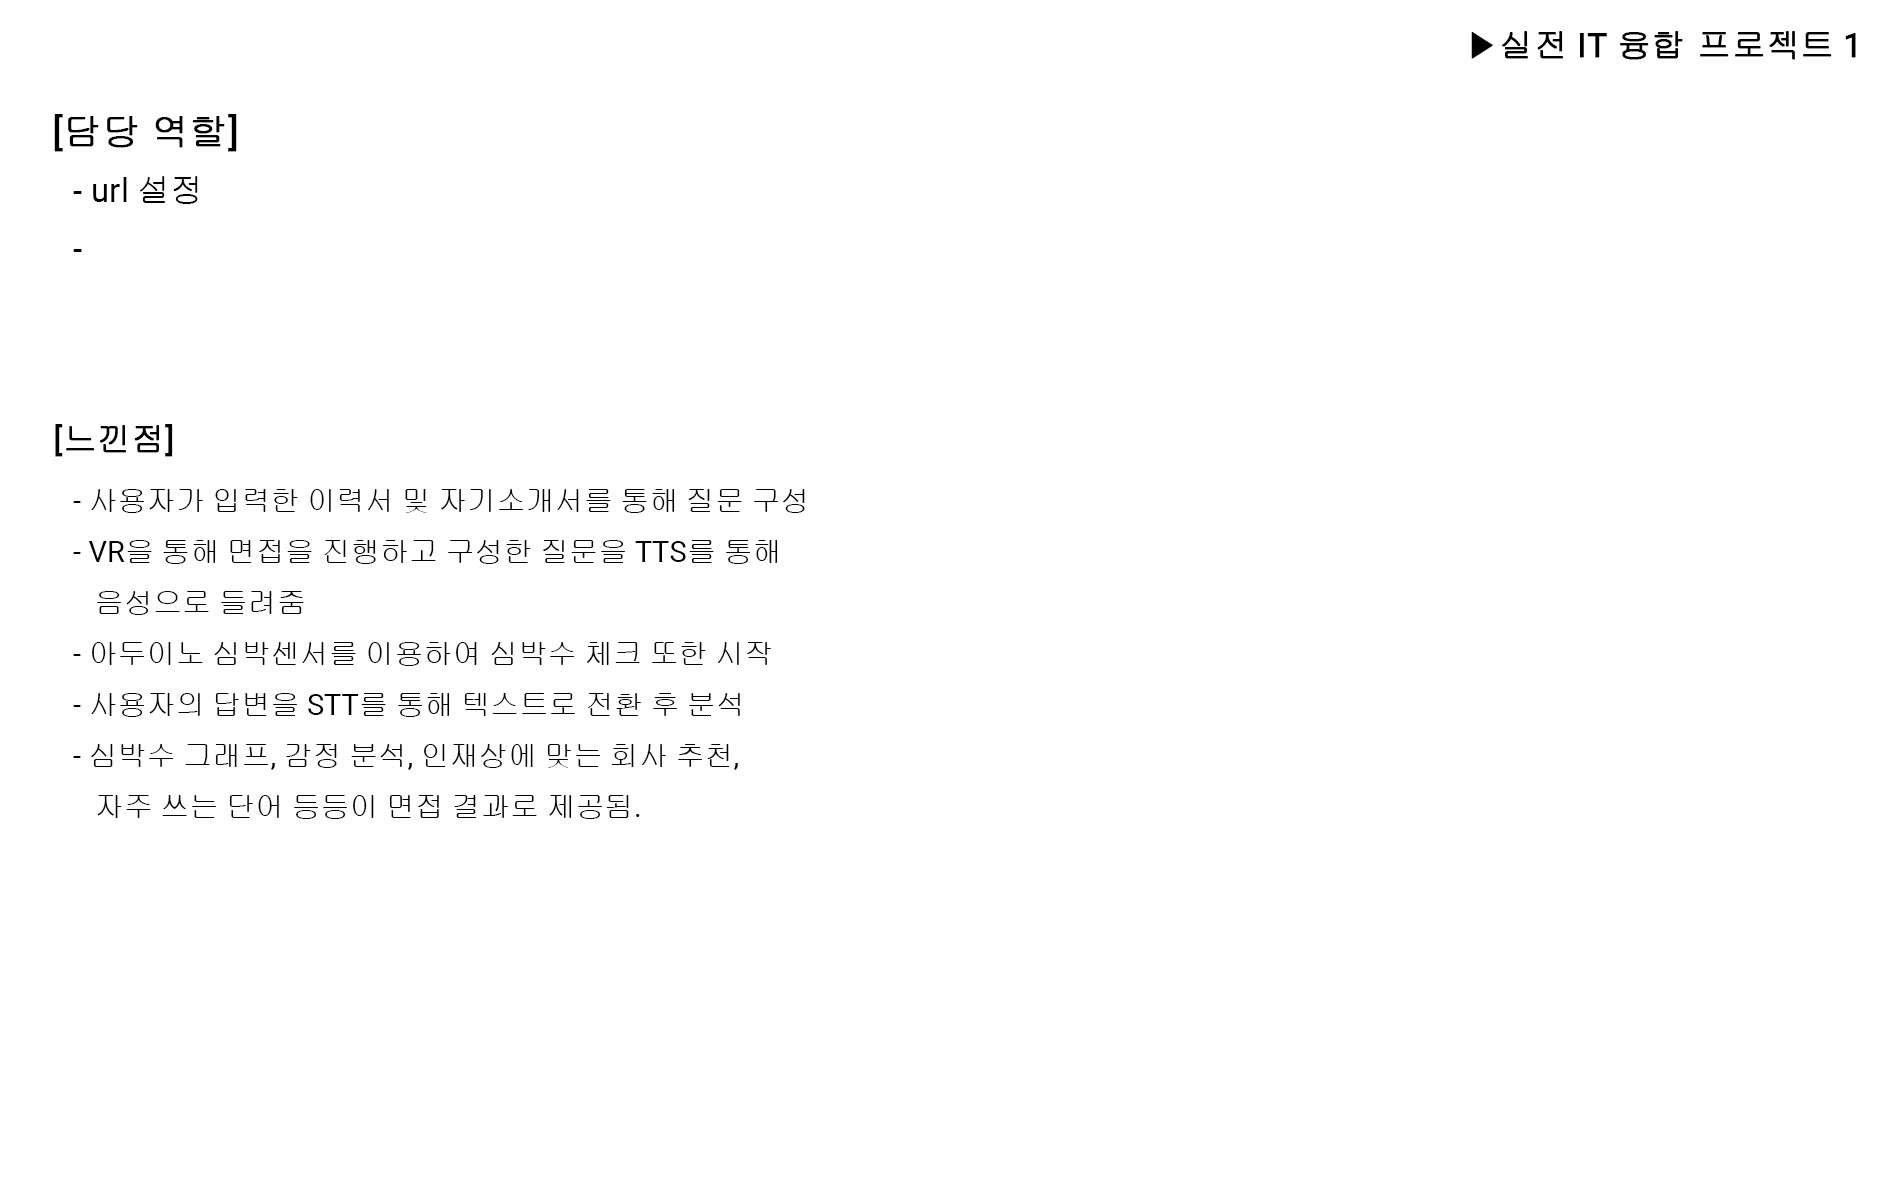 ▶실전 IT 융합 프로젝트 1
[담당 역할]
- url 설정
-
[느낀점]
- 사용자가 입력한 이력서 및 자기소개서를 통해 질문 구성
- VR을 통해 면접을 진행하고 구성한 질문을 TTS를 통해
음성으로 들려줌
- 아두이노 심박센서를 이용하여 심박수 체크 또한 시작
- 사용자의 답변을 STT를 통해 텍스트로 전환 후 분석
- 심박수 그래프, 감정 분석, 인재상에 맞는 회사 추천,
자주 쓰는 단어 등등이 면접 결과로 제공됨.